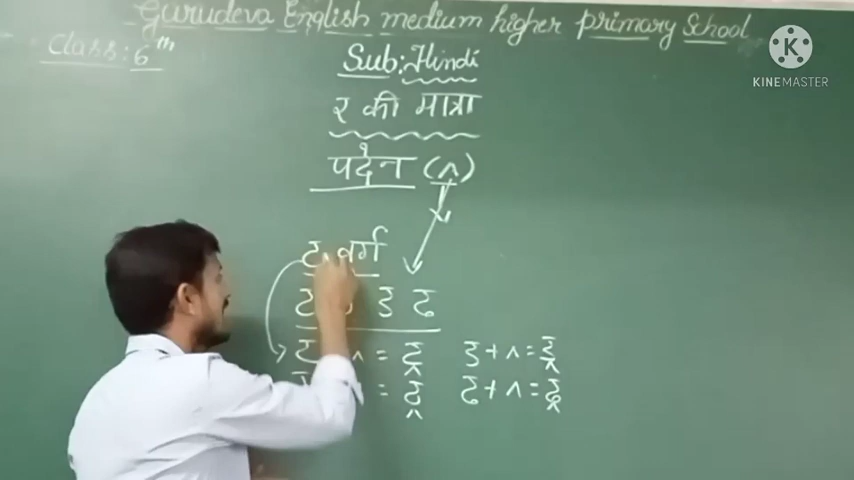 Gurudeva English medium higher primary School
Class: 6th
Sub: Hindi
र की मात्रा
पदेन (^)
ट वर्ग
ट ड ढ
ट ^ = ट्र ड + ^ = ड्र
= ठ्र ढ + ^ = ढ्र
KINEMASTER